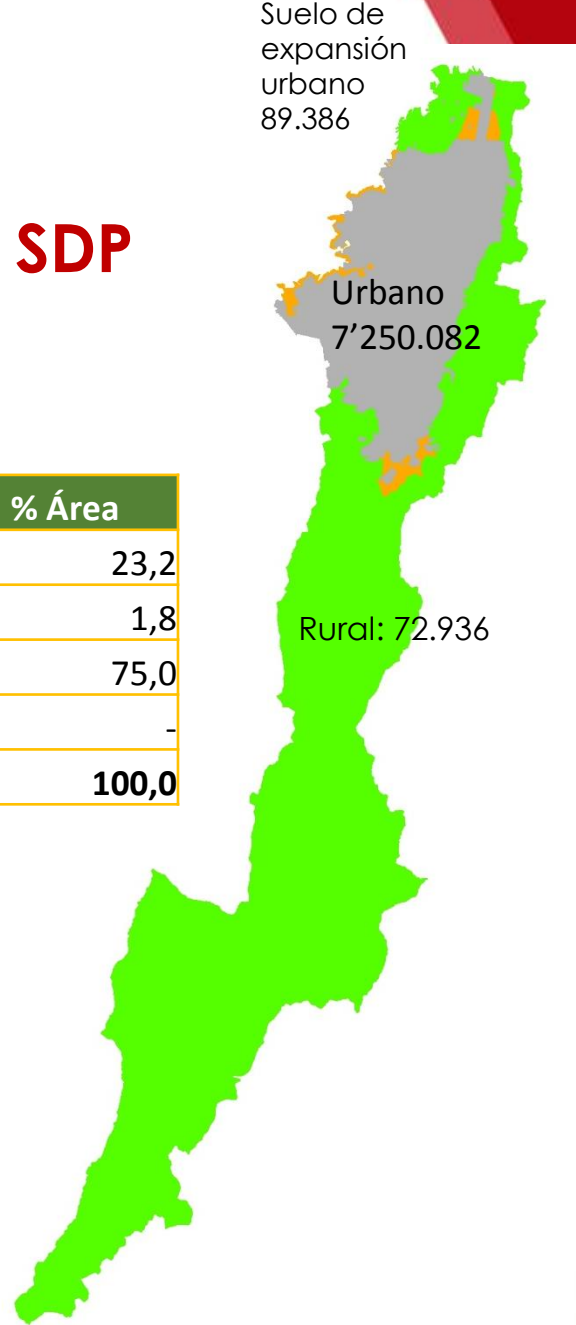 Suelo de
expansión
urbano
89.386
SDP
Urbano
7’250.082
% Área
23,2
1,8
75,0
-
100,0
Rural: 72.936